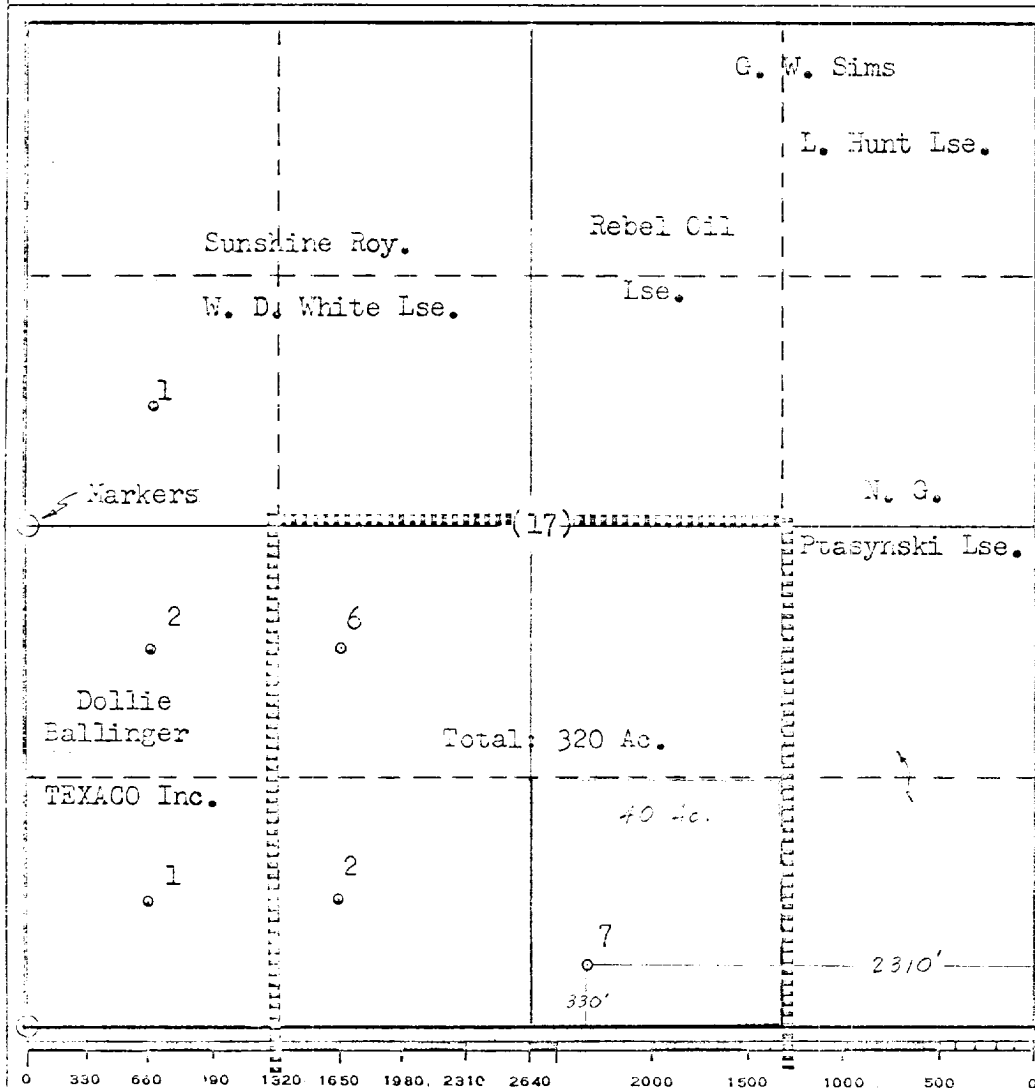 G. W. Sims
L. Hunt Lse.
Sunshine Roy.
Rebel Oil
W. D. White Lse.
Lse.
1
Markers
N. G.
(17)
Ptasynski Lse.
2
6
Dollie
Ballinger
Total: 320 Ac.
TEXACO Inc.
40 Ac.
1
2
7
2310'
330'
0 330 660 990 1320 1650 1980. 2310 2640 2000 1500 1000 500 0